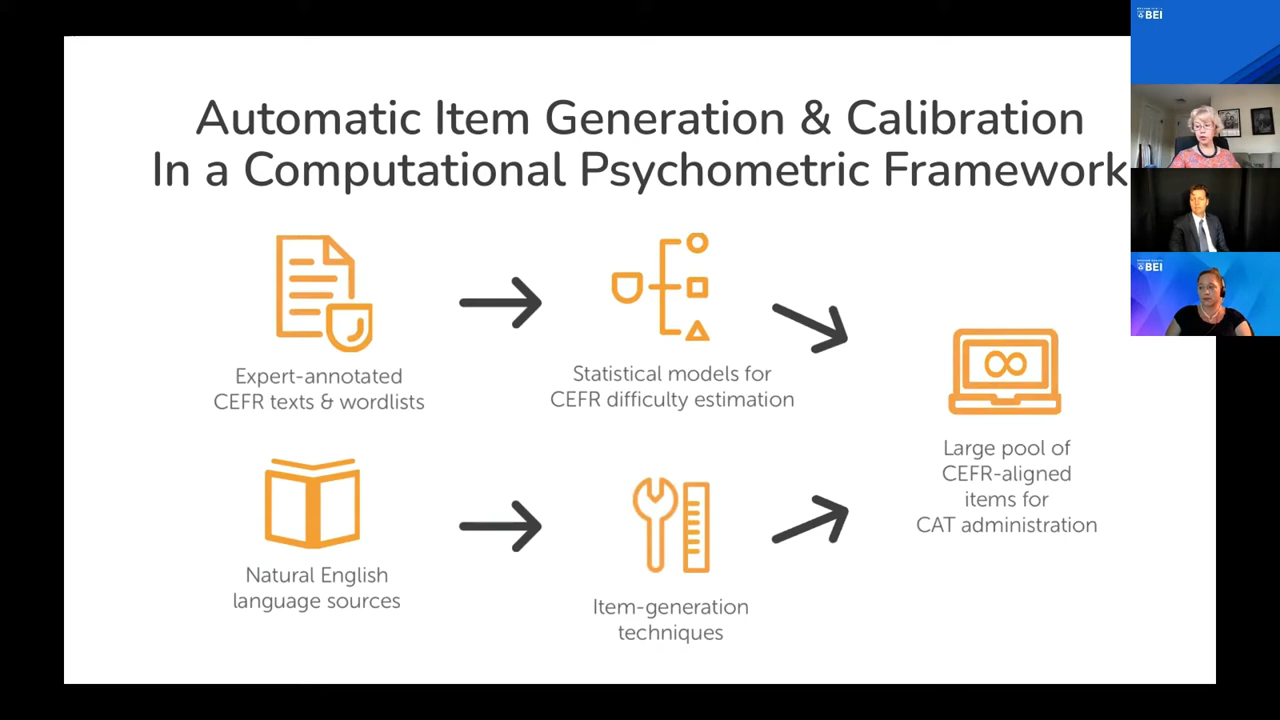 Automatic Item Generation & Calibration
In a Computational Psychometric Framework
Expert-annotated
CEFR texts & wordlists
Statistical models for
CEFR difficulty estimation
Natural English
language sources
Item-generation
techniques
Large pool of
CEFR-aligned
items for
CAT administration
BEI
BEI